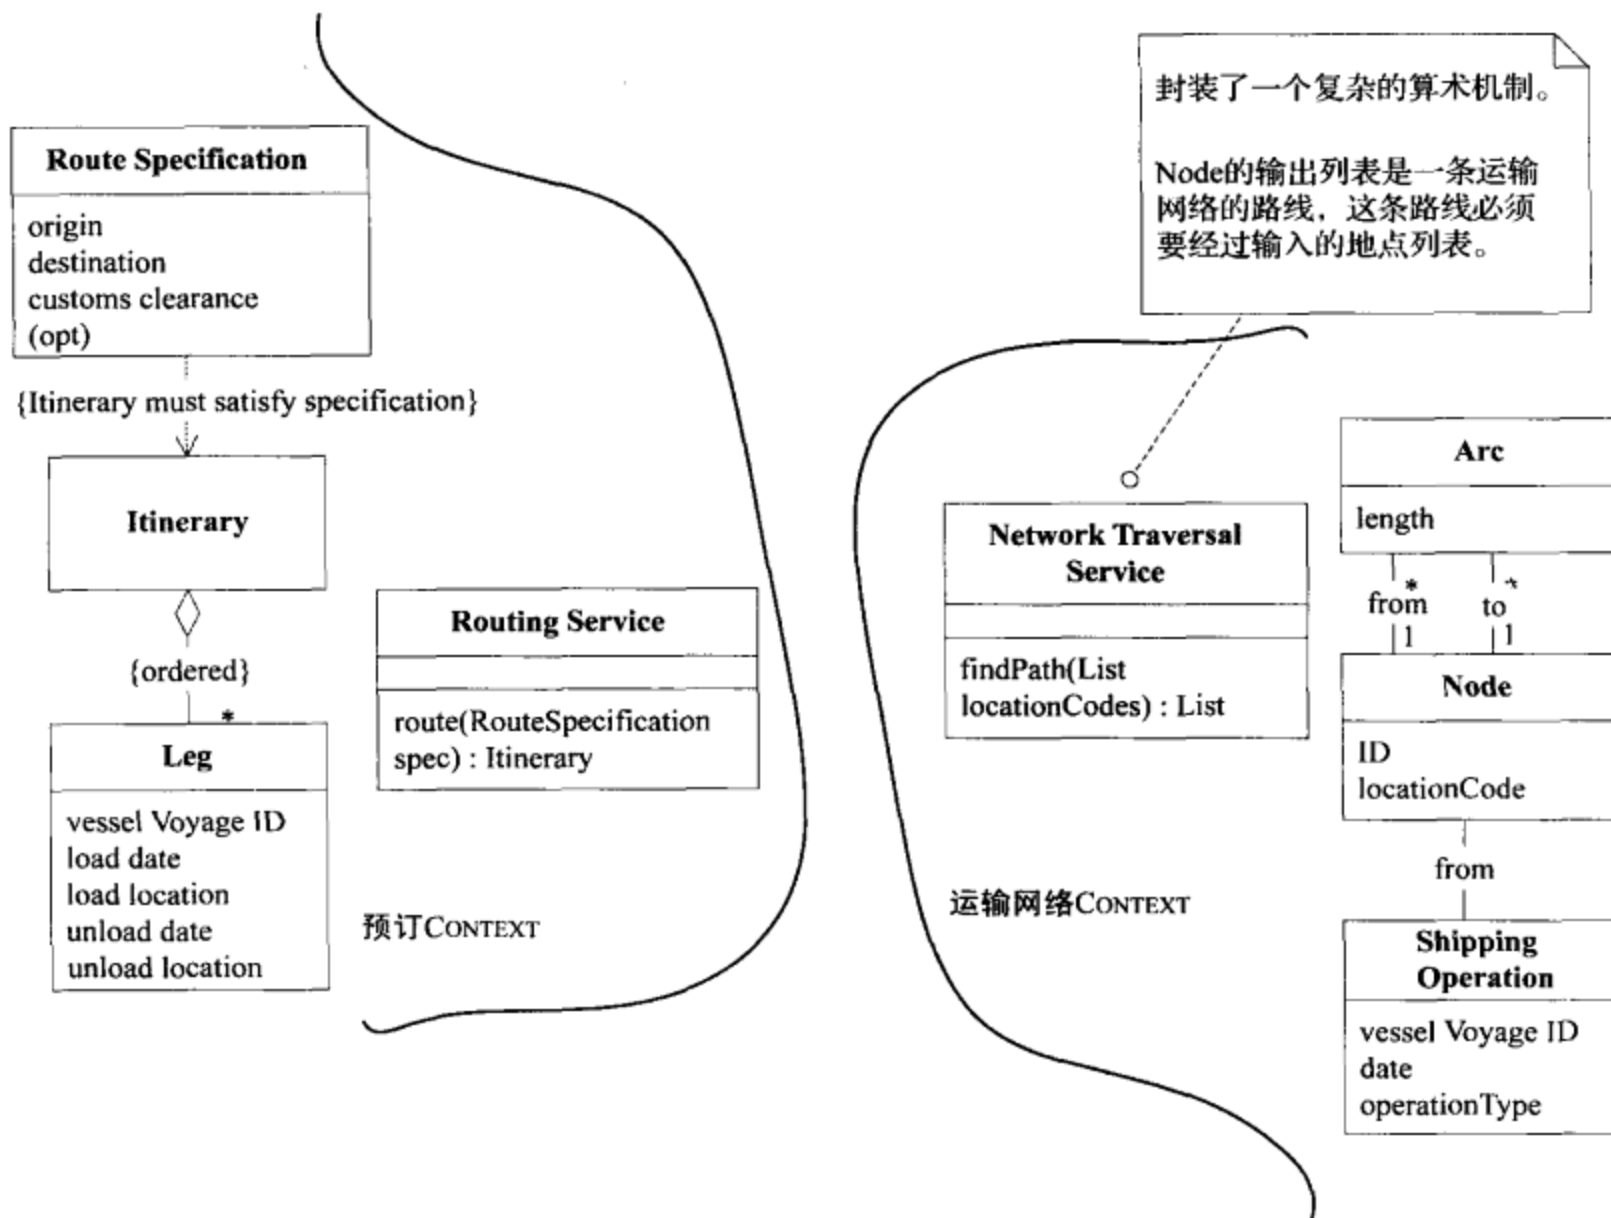 Route Specification
origin
destination
customs clearance
(opt)
{Itinerary must satisfy specification}
Itinerary
{ordered}
*
Leg
vessel Voyage ID
load date
load location
unload date
unload location
Routing Service
route(RouteSpecification
spec) : Itinerary
预订CONTEXT
封装了一个复杂的算术机制。
Node的输出列表是一条运输
网络的路线，这条路线必须
要经过输入的地点列表。
Network Traversal
Service
findPath(List
locationCodes) : List
运输网络CONTEXT
Arc
length
* *
from to
1 1
Node
ID
locationCode
from
Shipping
Operation
vessel Voyage ID
date
operationType